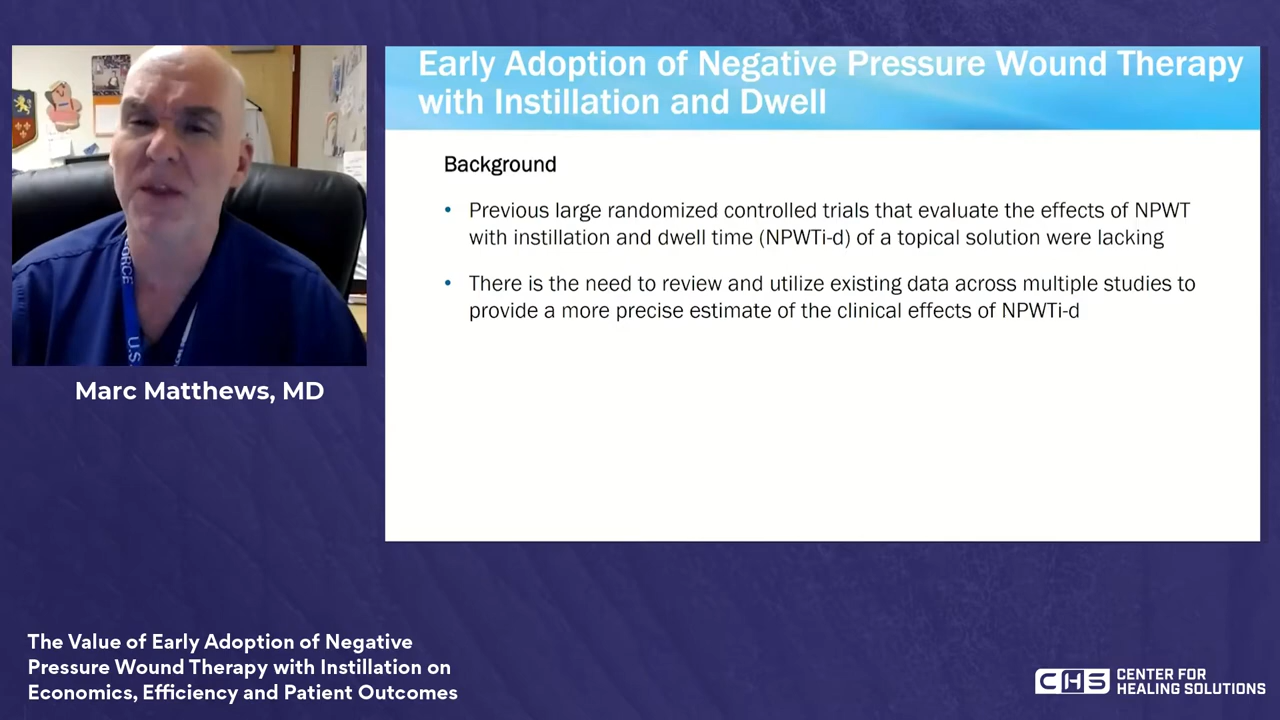 Early Adoption of Negative Pressure Wound Therapy
with Instillation and Dwell
Background
• Previous large randomized controlled trials that evaluate the effects of NPWT
with instillation and dwell time (NPWTi-d) of a topical solution were lacking
• There is the need to review and utilize existing data across multiple studies to
provide a more precise estimate of the clinical effects of NPWTi-d
ORCE
U.S
Marc Matthews, MD
The Value of Early Adoption of Negative
Pressure Wound Therapy with Instillation on
Economics, Efficiency and Patient Outcomes
CHS
CENTER FOR
HEALING SOLUTIONS